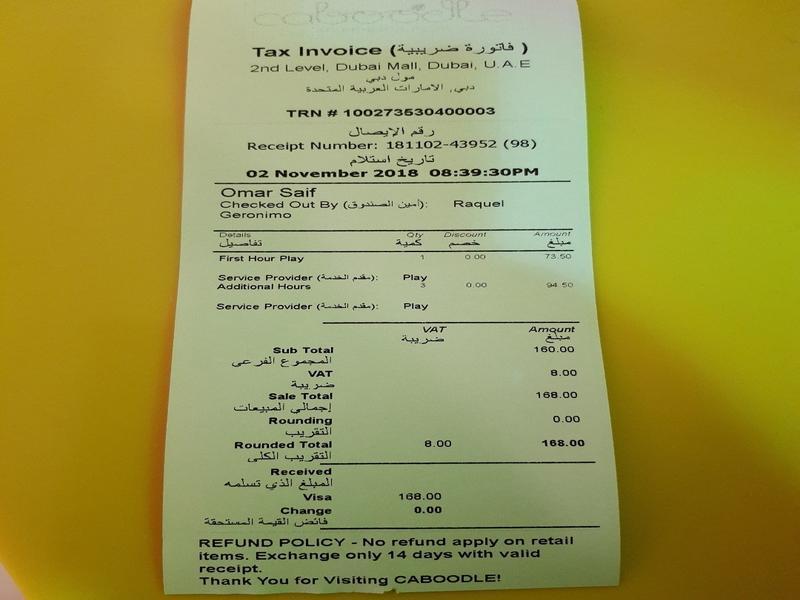 caboodle
Tax Invoice (فاتورة ضريبية )
2nd Level, Dubai Mall, Dubai, U.A.E
مول دبي
دبي, الامارات العربية المتحدة
TRN # 100273530400003
رقم الإيصال
Receipt Number: 181102-43952 (98)
تاريخ استلام
02 November 2018 08:39:30PM
Omar Saif
Checked Out By (أمين الصندوق): Raquel
Geronimo
Details Qty Discount Amount
تفاصيل كمية خصم مبلغ
First Hour Play 1 0.00 73.50
Service Provider (مقدم الخدمة): Play
Additional Hours 3 0.00 94.50
Service Provider (مقدم الخدمة): Play
VAT Amount
ضريبة مبلغ
Sub Total 160.00
المجموع الفرعى
VAT 8.00
ضريبة
Sale Total 168.00
إجمالي المبيعات
Rounding 0.00
التقريب
Rounded Total 8.00 168.00
التقريب الكلى
Received
المبلغ الذي تسلمه
Visa 168.00
Change 0.00
فائض القيمة المستحقة
REFUND POLICY - No refund apply on retail
items. Exchange only 14 days with valid
receipt.
Thank You for Visiting CABOODLE!